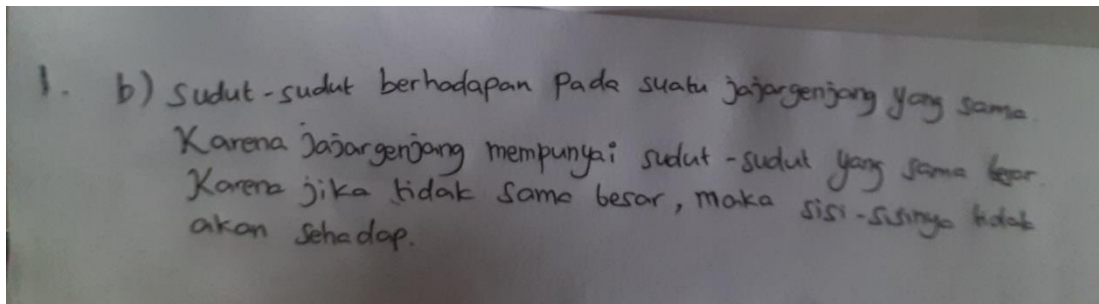 1. b) Sudut-sudut berhadapan pada suatu jajargenjang yang sama.
Karena jajargenjang mempunyai sudut-sudut yang sama besar.
Karena jika tidak sama besar, maka sisi-sisinya tidak
akan sehadap.